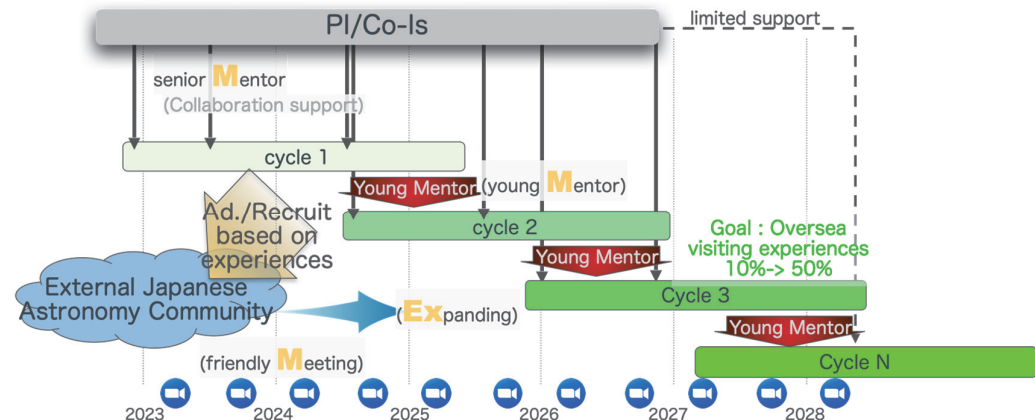 PI/Co-Is
limited support
senior Mentor
(Collaboration support)
cycle 1
Young Mentor
(young Mentor)
Ad./Recruit
based on
experiences
cycle 2
Goal : Oversea
visiting experiences
10%-> 50%
Young Mentor
External Japanese
Astronomy Community
Cycle 3
(Expanding)
Young Mentor
(friendly Meeting)
Cycle N
2023
2024
2025
2026
2027
2028